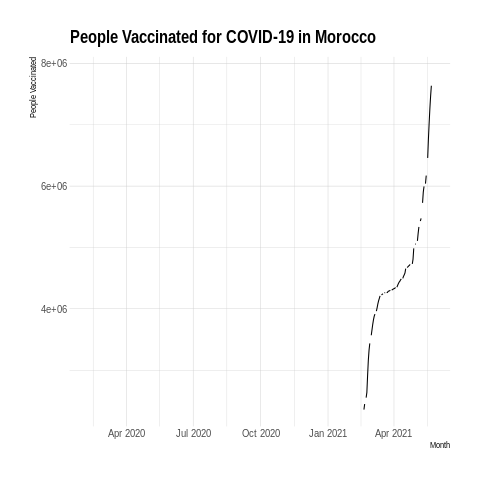 People Vaccinated for COVID-19 in Morocco
People Vaccinated
8e+06
6e+06
4e+06
Apr 2020 Jul 2020 Oct 2020 Jan 2021 Apr 2021
Month